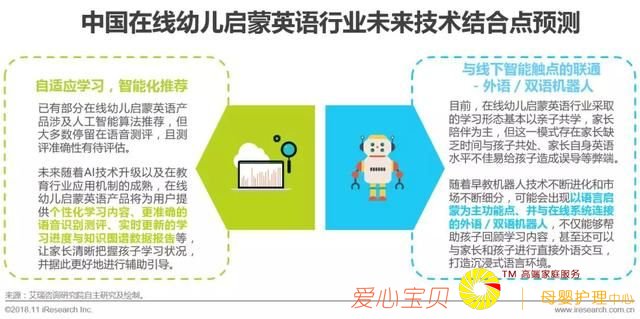 中国在线幼儿启蒙英语行业未来技术结合点预测
自适应学习，智能化推荐
已有部分在线幼儿启蒙英语产
品涉及人工智能算法推荐，但
大多数停留在语音测评，且测
评准确性有待评估。
未来随着AI技术升级以及在教
育行业应用机制的成熟，在线
幼儿启蒙英语产品将为用户提
供个性化学习内容、更准确的
语音识别测评、实时更新的学
习进度与知识图谱数据报告等，
让家长清晰把握孩子学习状况，
并据此更好地进行辅助引导。
与线下智能触点的联通
- 外语 / 双语机器人
目前，在线幼儿启蒙英语行业采取
的学习形态基本以亲子共学，家长
陪伴为主，但这一模式存在家长缺
乏时间与孩子共处、家长自身英语
水平不佳易给孩子造成误导等弊端。
随着早教机器人技术不断进化和市
场不断细分，可能会出现以语言启
蒙为主功能点、并与在线系统连接
的外语 / 双语机器人，不仅能够帮
助孩子回顾学习内容，甚至还可以
与家长和孩子进行直接外语交互，
打造沉浸式语言环境。
TM 高端家庭服务
爱心宝贝
母婴护理中心
来源：艾瑞咨询研究院自主研究及绘制。
©2018.11 iResearch Inc.
www.iresearch.com.cn